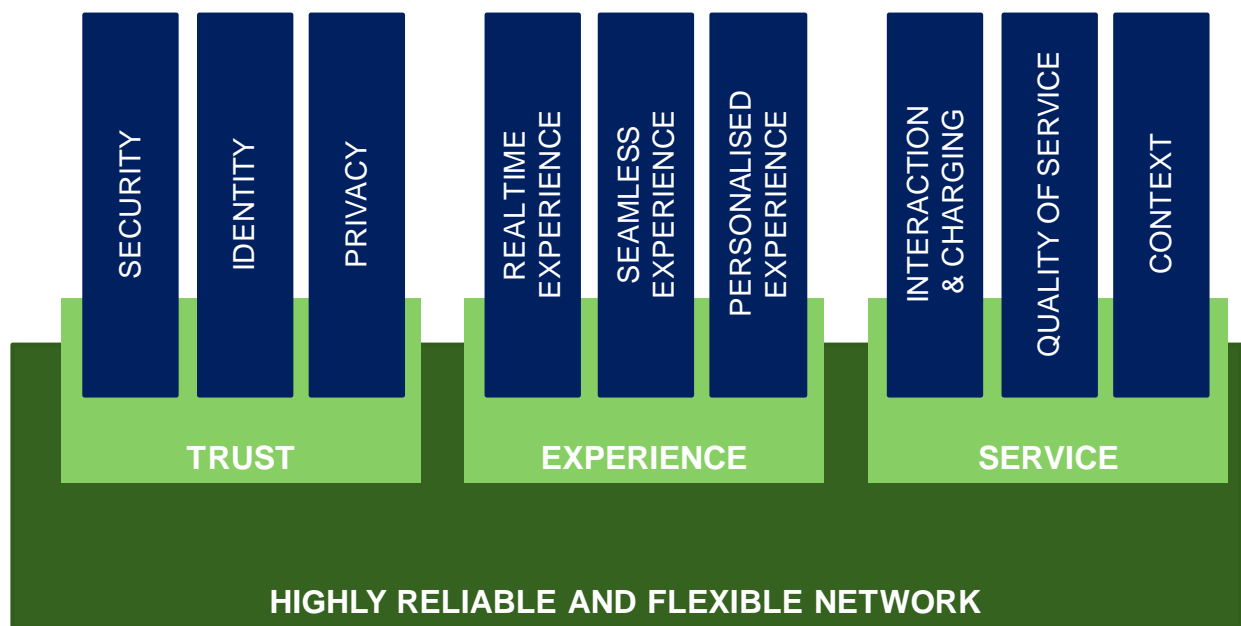 SECURITY
IDENTITY
PRIVACY
REALTIME
EXPERIENCE
SEAMLESS
EXPERIENCE
PERSONALISED
EXPERIENCE
INTERACTION
& CHARGING
QUALITY OF SERVICE
CONTEXT
TRUST
EXPERIENCE
SERVICE
HIGHLY RELIABLE AND FLEXIBLE NETWORK